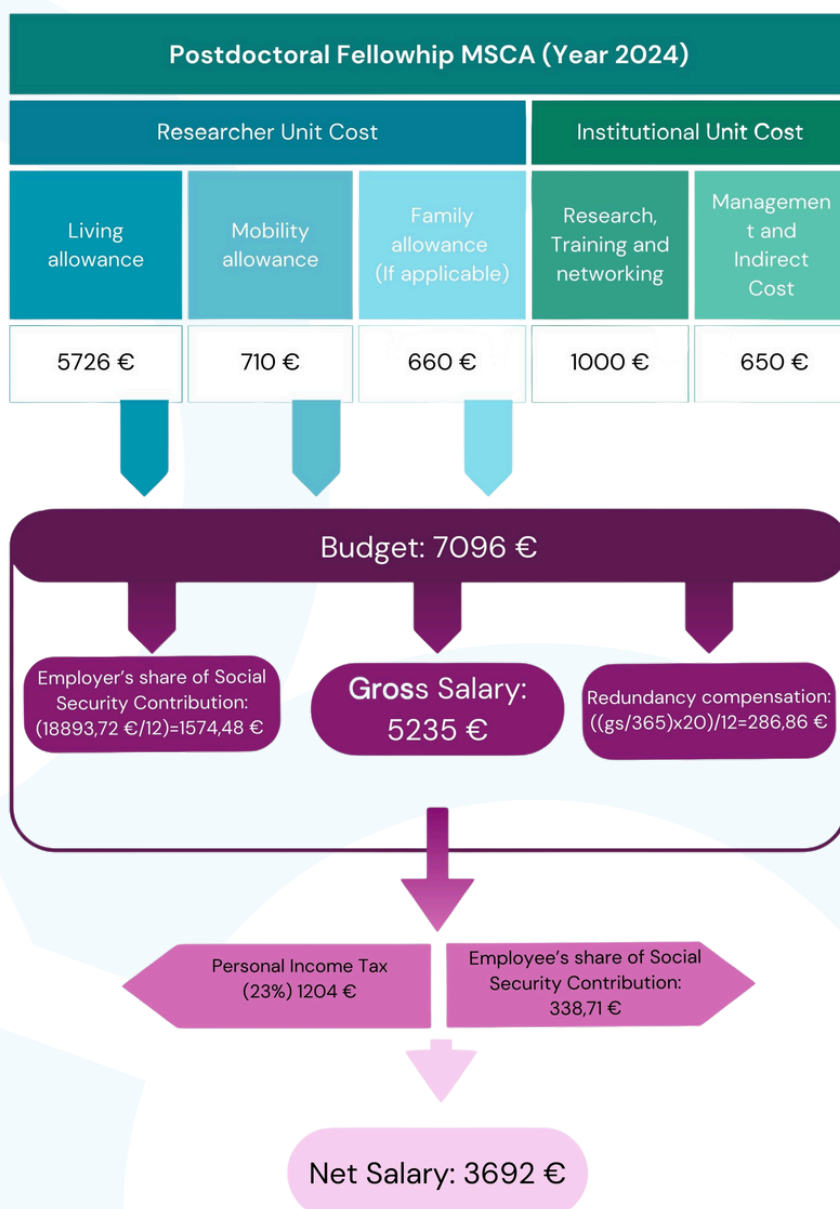 Postdoctoral Fellowhip MSCA (Year 2024)
Researcher Unit Cost
Institutional Unit Cost
Living
allowance
Mobility
allowance
Family
allowance
(If applicable)
Research,
Training and
networking
Managemen
t and
Indirect
Cost
5726 €
710 €
660 €
1000 €
650 €
Budget: 7096 €
Employer's share of Social
Security Contribution:
(18893,72 €/12)=1574,48 €
Gross Salary:
5235 €
Redundancy compensation:
((gs/365)x20)/12=286,86 €
Personal Income Tax
(23%) 1204 €
Employee's share of Social
Security Contribution:
338,71 €
Net Salary: 3692 €